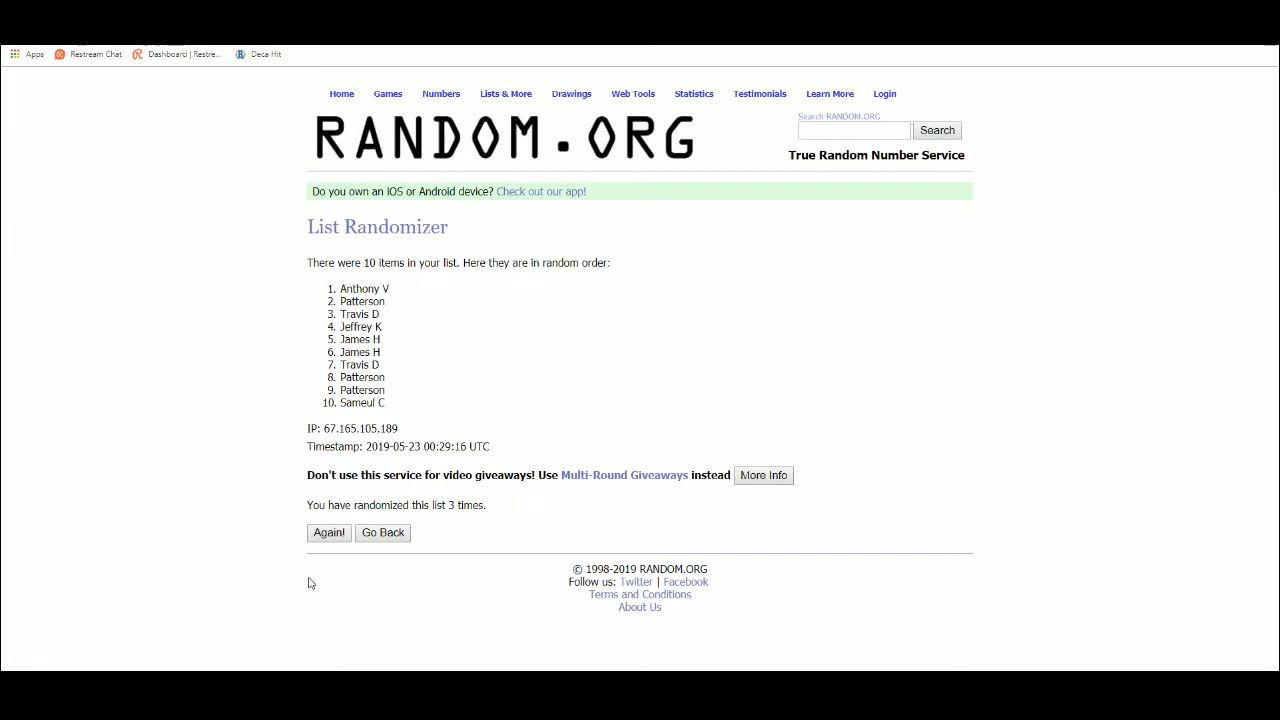 Apps Restream Chat Dashboard | Restre... Deca Hit
Home Games Numbers Lists & More Drawings Web Tools Statistics Testimonials Learn More Login
RANDOM.ORG
Search RANDOM.ORG
Search
True Random Number Service
Do you own an iOS or Android device? Check out our app!
List Randomizer
There were 10 items in your list. Here they are in random order:
1. Anthony V
2. Patterson
3. Travis D
4. Jeffrey K
5. James H
6. James H
7. Travis D
8. Patterson
9. Patterson
10. Sameul C
IP: 67.165.105.189
Timestamp: 2019-05-23 00:29:16 UTC
Don't use this service for video giveaways! Use Multi-Round Giveaways instead More Info
You have randomized this list 3 times.
Again! Go Back
© 1998-2019 RANDOM.ORG
Follow us: Twitter | Facebook
Terms and Conditions
About Us